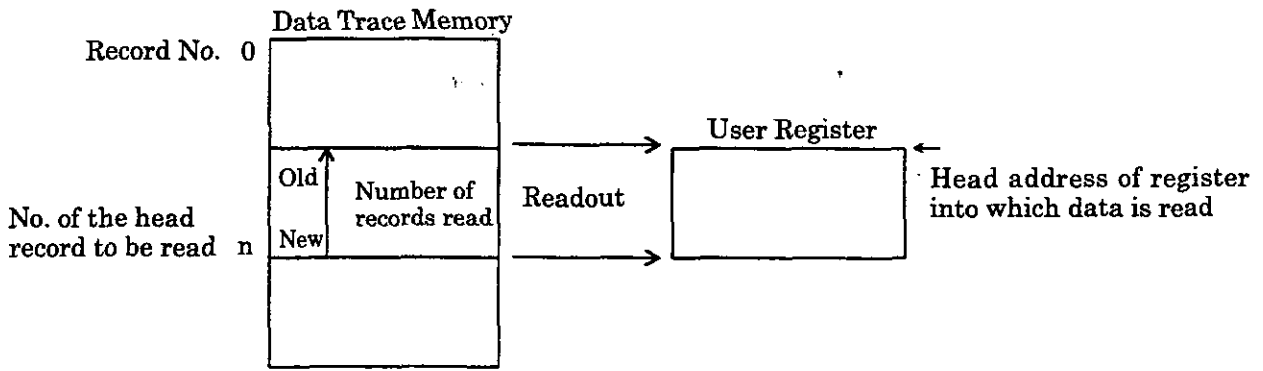 Data Trace Memory
Record No. 0
User Register
Old
Number of
records read
New
Readout
Head address of register
into which data is read
No. of the head
record to be read n